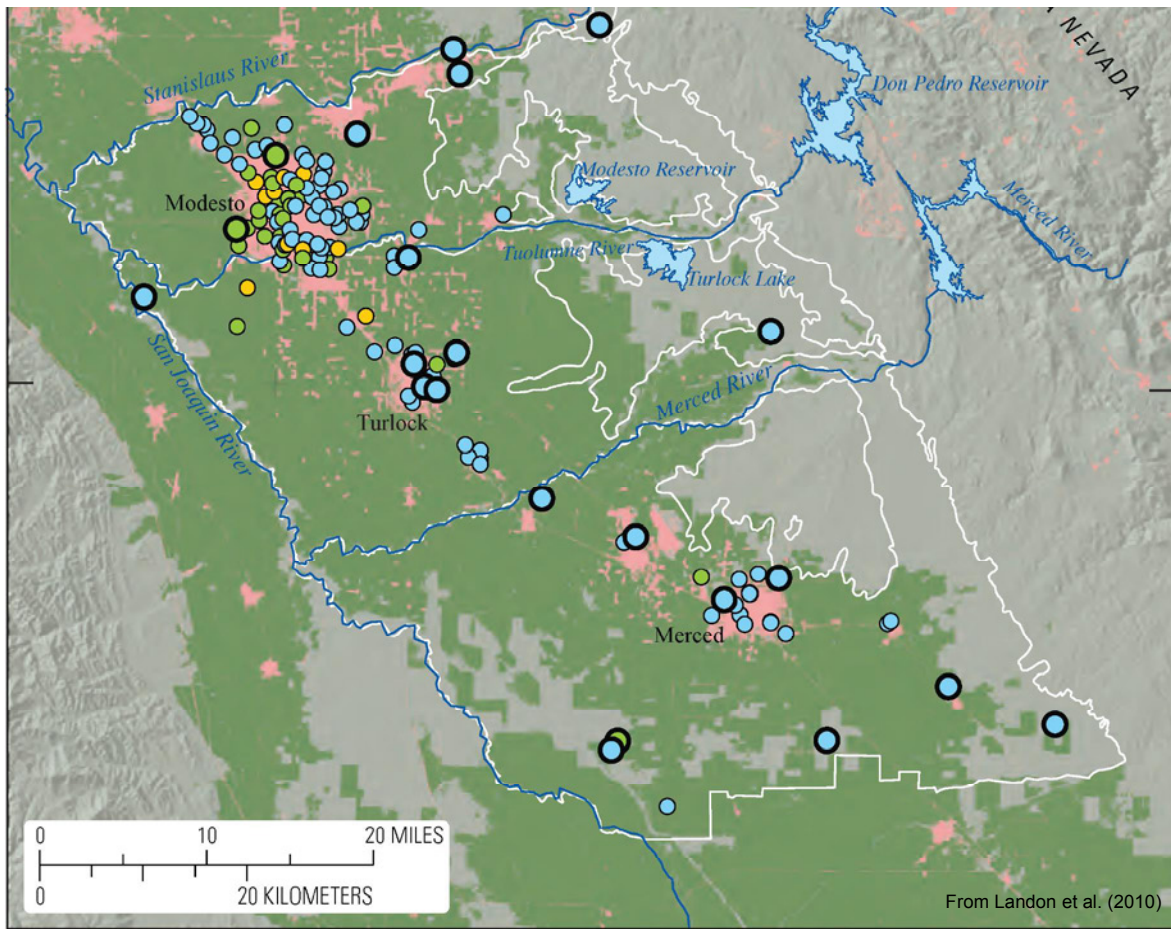 NEVADA
Stanislaus River
Don Pedro Reservoir
Modesto Reservoir
Merced River
Modesto
Tuolumne River
Turlock Lake
San Joaquin River
Merced River
Turlock
Merced
0 10 20 MILES
0 20 KILOMETERS
From Landon et al. (2010)